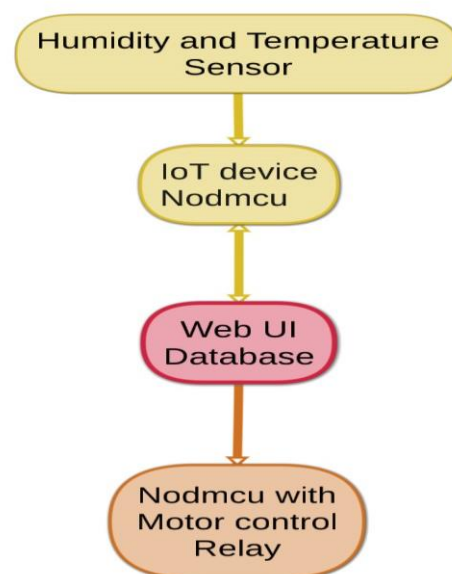 Humidity and Temperature
Sensor
IoT device
Nodmcu
Web UI
Database
Nodmcu with
Motor control
Relay